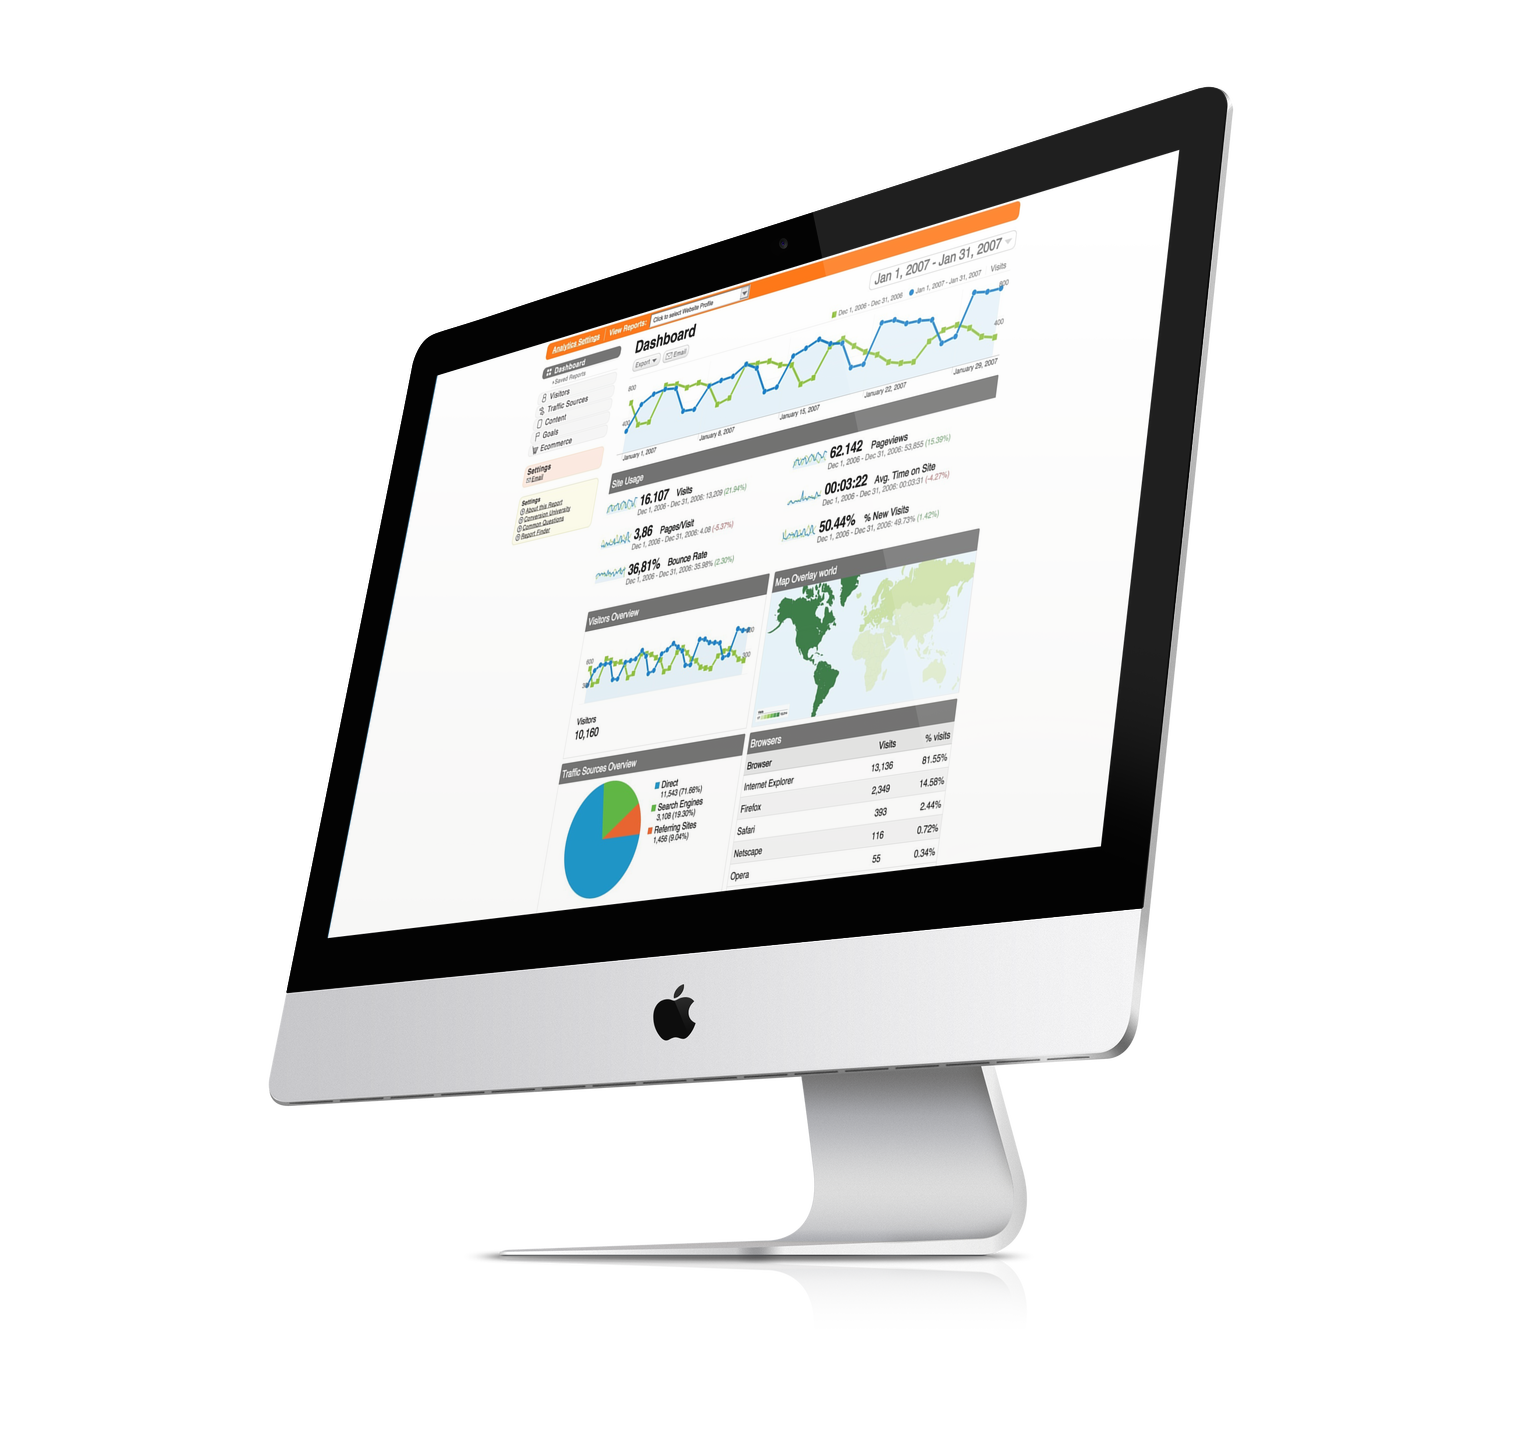 Analytics Settings View Reports: Click to select Website Profile
Dashboard
Saved Reports
Visitors
Traffic Sources
Content
Goals
Ecommerce
Settings
Email
Settings
About this Report
Conversion University
Common Questions
Report Finder
Dashboard
Export Email
Jan 1, 2007 - Jan 31, 2007
Dec 1, 2006 - Dec 31, 2006 Jan 1, 2007 - Jan 31, 2007 Visits
800
400
800
400
January 1, 2007 January 8, 2007 January 15, 2007 January 22, 2007 January 29, 2007
Site Usage
16.107 Visits
Dec 1, 2006 - Dec 31, 2006: 13,209 (21.94%)
3,86 Pages/Visit
Dec 1, 2006 - Dec 31, 2006: 4.08 (-5.37%)
36,81% Bounce Rate
Dec 1, 2006 - Dec 31, 2006: 35.98% (2.30%)
62.142 Pageviews
Dec 1, 2006 - Dec 31, 2006: 53,855 (15.39%)
00:03:22 Avg. Time on Site
Dec 1, 2006 - Dec 31, 2006: 00:03:31 (-4.27%)
50.44% % New Visits
Dec 1, 2006 - Dec 31, 2006: 49.73% (1.42%)
Visitors Overview
600
300
Visitors
10,160
Map Overlay world
Traffic Sources Overview
Direct
11,543 (71.66%)
Search Engines
3,108 (19.30%)
Referring Sites
1,456 (9.04%)
Browsers
Browser Visits % visits
Internet Explorer 13,136 81.55%
Firefox 2,349 14.58%
Safari 393 2.44%
Netscape 116 0.72%
Opera 55 0.34%